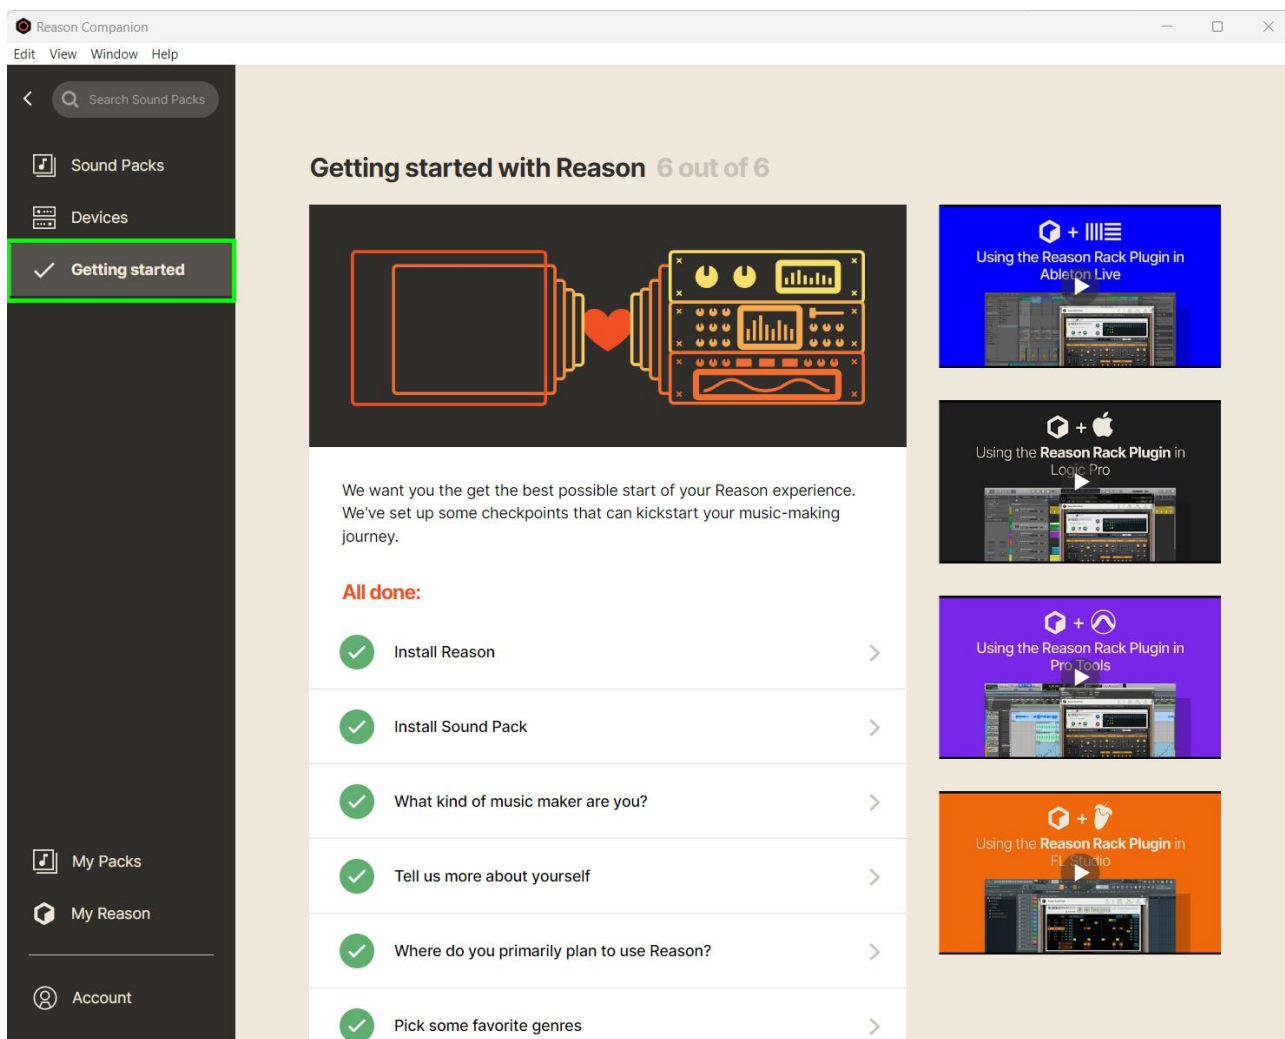 Reason Companion
Edit View Window Help
Search Sound Packs
Sound Packs
Devices
Getting started
My Packs
My Reason
Account
Getting started with Reason 6 out of 6
We want you the get the best possible start of your Reason experience.
We've set up some checkpoints that can kickstart your music-making
journey.
All done:
Install Reason
Install Sound Pack
What kind of music maker are you?
Tell us more about yourself
Where do you primarily plan to use Reason?
Pick some favorite genres
Using the Reason Rack Plugin in
Ableton Live
Using the Reason Rack Plugin in
Logic Pro
Using the Reason Rack Plugin in
Pro Tools
Using the Reason Rack Plugin in
FL Studio